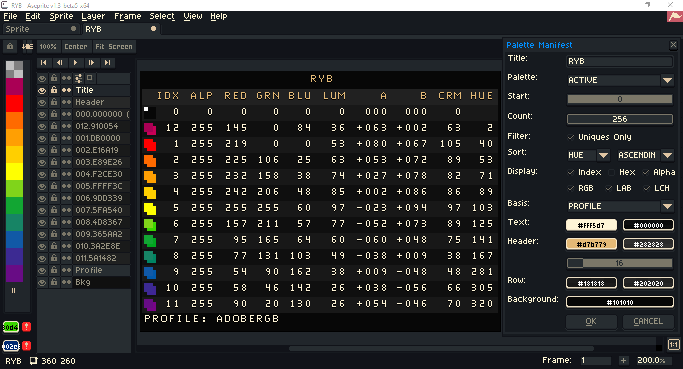 Aseprite v1.3-beta5-x64
File Edit Sprite Layer Frame Select View Help
Sprite RYB
100% Center Fit Screen
Title
Header
000.000000 (
012.910054
001.DB0000
002.E16A19
003.E89E26
004.F2CE30
005.FFFF3C
006.9DD339
007.5FA540
008.4D8367
009.365AA2
010.3A2E8E
011.5A1482
Profile
Bkg
RYB
IDX ALP RED GRN BLU LUM A B CRM HUE
0 0 0 0 0 0 000 000 0 0
12 255 145 0 84 36 +063 +002 63 2
1 255 219 0 0 53 +080 +067 105 40
2 255 225 106 25 63 +053 +072 89 53
3 255 232 158 38 74 +027 +078 82 71
4 255 242 206 48 85 +002 +086 86 89
5 255 255 255 60 97 -023 +094 97 103
6 255 157 211 57 77 -052 +073 89 125
7 255 95 165 64 60 -060 +048 75 141
8 255 77 131 103 49 -038 +009 38 167
9 255 54 90 162 38 +009 -048 48 281
10 255 58 46 142 26 +038 -056 66 305
11 255 90 20 130 26 +054 -046 70 320
PROFILE: ADOBERGB
Palette Manifest
Title: RYB
Palette: ACTIVE
Start: 0
Count: 256
Filter: Uniques Only
Sort: HUE ASCENDIN
Display: Index Hex Alpha
RGB LAB LCH
Basis: PROFILE
Text: #FFF5d7 #000000
Header: #d7b779 #282828
16
Row: #181818 #202020
Background: #101010
OK CANCEL
1:1
RYB 360 260
Frame: 1 + 200.0%